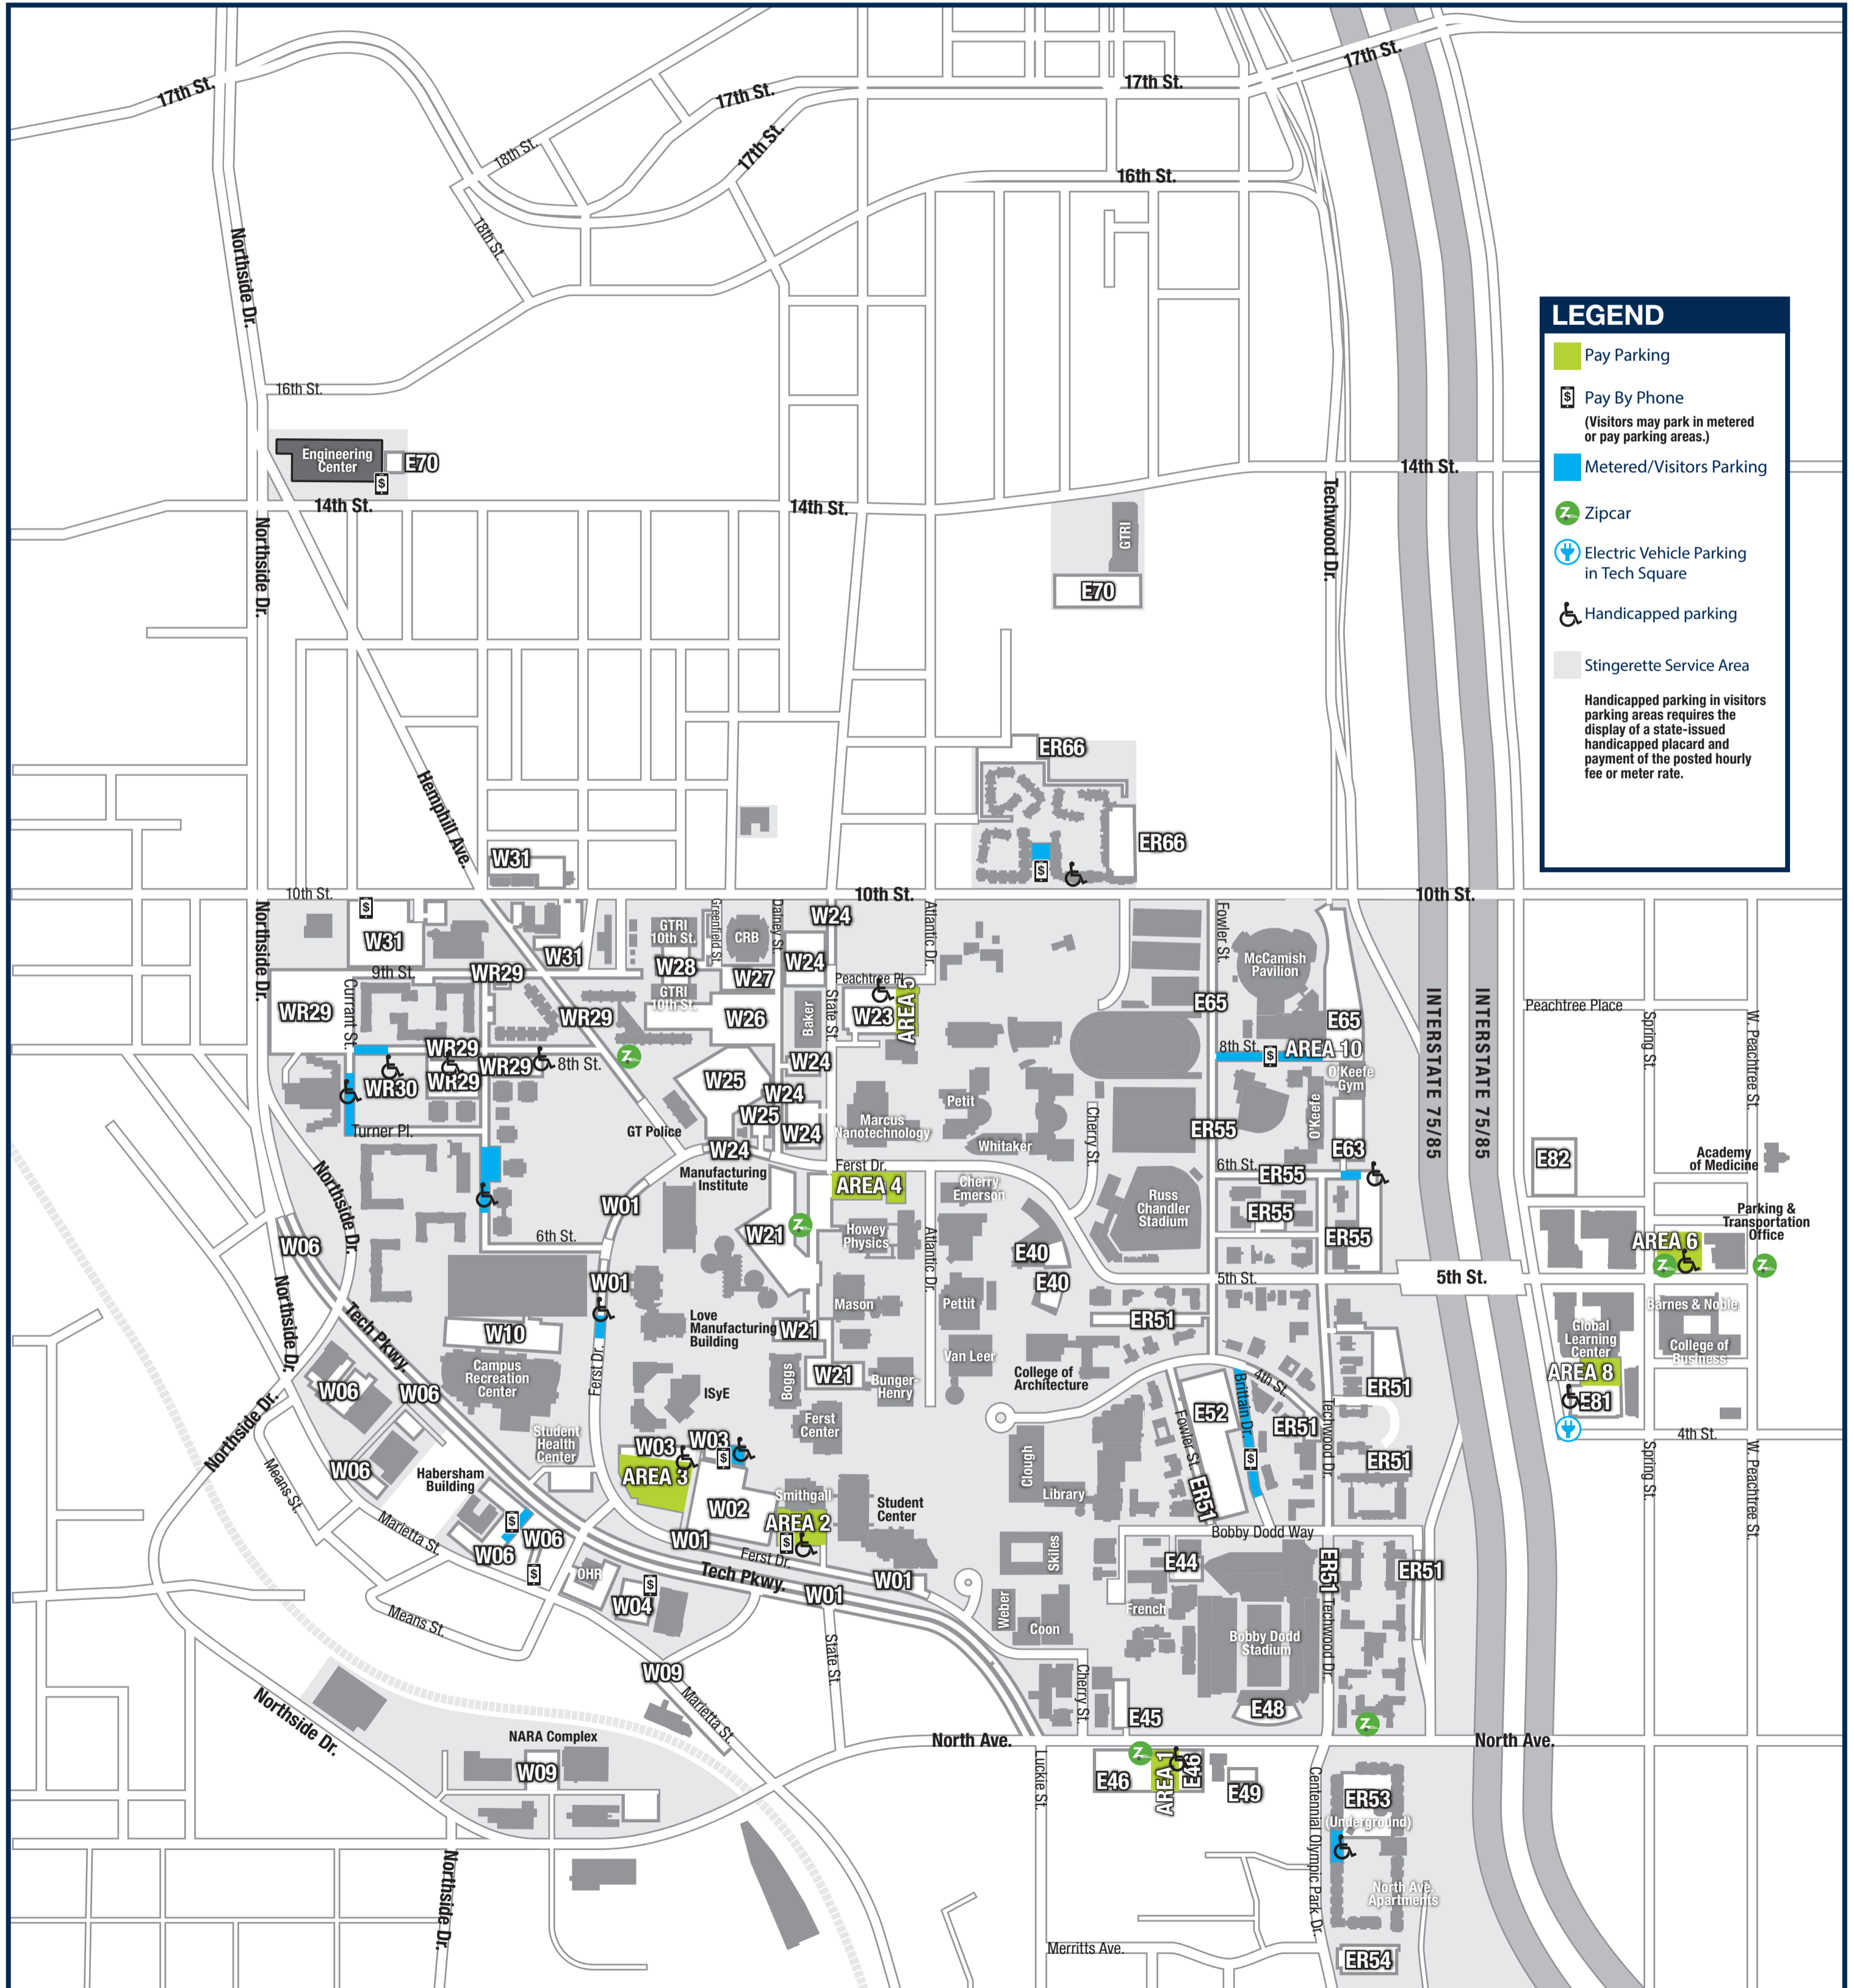 17th St.
17th St.
17th St.
17th St.
17th St.
18th St.
18th St.
16th St.
Northside Dr.
LEGEND
Pay Parking
$
Pay By Phone
(Visitors may park in metered
or pay parking areas.)
Metered/Visitors Parking
Z
Zipcar
Electric Vehicle Parking
in Tech Square
Handicapped parking
Stingerette Service Area
Handicapped parking in visitors
parking areas requires the
display of a state-issued
handicapped placard and
payment of the posted hourly
fee or meter rate.
16th St.
Engineering
Center
E70
$
14th St.
14th St.
14th St.
Northside Dr.
Techwood Dr.
GTRI
E70
Hemphill Ave.
ER66
ER66
$
W31
10th St.
10th St.
10th St.
$
W31
W31
Northside Dr.
GTRI
10th St.
Greenfield St.
CRB
Dalney St.
W24
W24
Atlantic Dr.
Fowler St.
McCamish
Pavilion
9th St.
WR29
W28
W27
GTRI
10th St.
Peachtree Pl.
W23
AREA 5
State St.
Baker
W26
WR29
Currant St.
WR29
E65
E65
INTERSTATE 75/85
INTERSTATE 75/85
Peachtree Place
Spring St.
W. Peachtree St.
WR29
WR29
WR29
8th St.
WR30
Z
W24
W25
W24
W25
W24
W24
8th St.
$
AREA 10
O'Keefe
Gym
O'Keefe
Turner Pl.
GT Police
Marcus
Nanotechnology
Petit
Whitaker
Cherry St.
ER55
E63
E82
Academy
of Medicine
Manufacturing
Institute
Ferst Dr.
AREA 4
Cherry
Emerson
6th St.
ER55
Russ
Chandler
Stadium
ER55
ER55
Parking &
Transportation
Office
AREA 6
Z
Z
Northside Dr.
W01
W21
Z
Howey
Physics
Atlantic Dr.
E40
E40
W06
6th St.
W01
5th St.
5th St.
Northside Dr.
Tech Pkwy
W10
Love
Manufacturing
Building
Mason
W21
Pettit
ER51
Barnes & Noble
Global
Learning
Center
College of
Business
Campus
Recreation
Center
Ferst Dr.
ISyE
Boggs
W21
Bunger-
Henry
Van Leer
College of
Architecture
AREA 8
E81
W06
W06
Brittain Dr.
4th St.
ER51
Fowler St.
E52
ER51
Techwood Dr.
4th St.
Northside Dr.
Student
Health
Center
Ferst
Center
W03
W03
$
AREA 3
Clough
Library
$
ER51
Spring St.
W. Peachtree St.
W06
Means St.
Habersham
Building
Smithgall
W02
AREA 2
$
Student
Center
ER51
Marietta St.
$
W06
W06
$
W01
Ferst Dr.
Bobby Dodd Way
Skiles
E44
ER51
ER51
OHR
$
W04
Tech Pkwy.
W01
W01
Means St.
Weber
Coon
French
Bobby Dodd
Stadium
Techwood Dr.
State St.
W09
Marietta St.
Cherry St.
E45
E48
Z
Northside Dr.
NARA Complex
W09
North Ave.
North Ave.
Luckie St.
Z
E46
AREA 1
E46
E49
Centennial Olympic Park Dr.
ER53
(Underground)
Northside Dr.
North Ave.
Apartments
Merritts Ave.
ER54